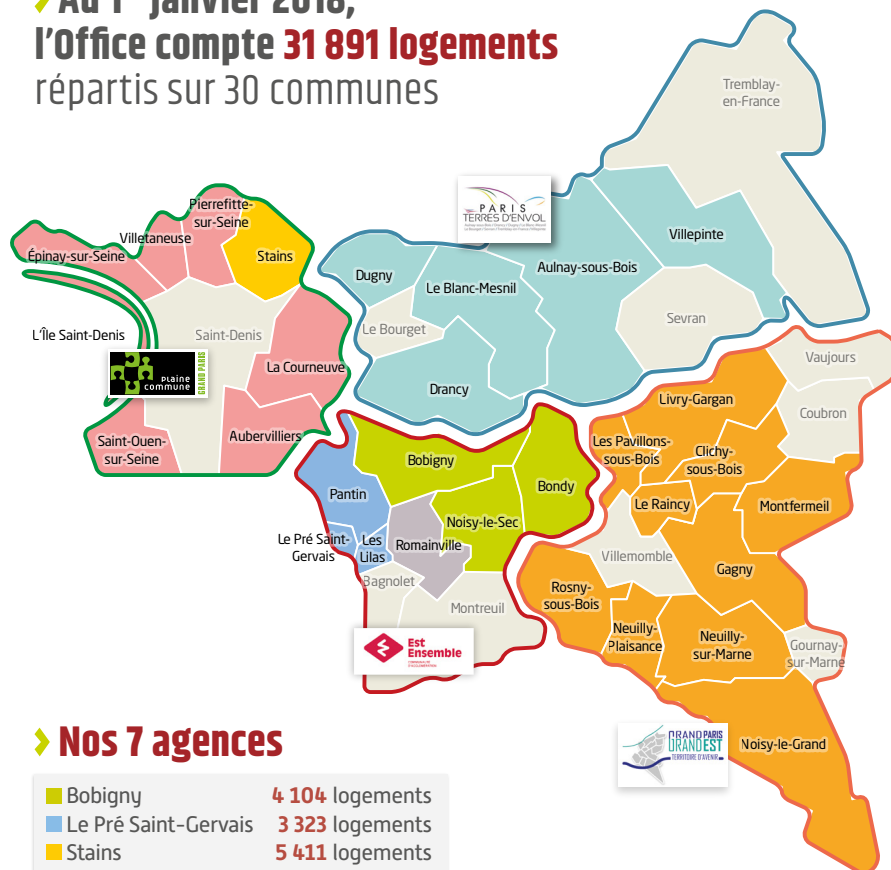 Au 1er janvier 2018,
l'Office compte 31 891 logements
répartis sur 30 communes
Tremblay-
en-France
PARIS
TERRES D'ENVOL
Pierrefitte-
sur-Seine
Villetaneuse
Épinay-sur-Seine
Stains
Villepinte
Dugny
Aulnay-sous-Bois
Le Blanc-Mesnil
Sevran
L'Île Saint-Denis
Saint-Denis
Le Bourget
Vaujours
PLaine
commune
GRAND PARIS
La Courneuve
Drancy
Livry-Gargan
Coubron
Saint-Ouen-
sur-Seine
Aubervilliers
Les Pavillons-
sous-Bois
Clichy-
sous-Bois
Bobigny
Bondy
Pantin
Le Raincy
Montfermeil
Noisy-le-Sec
Le Pré Saint-
Gervais
Les
Lilas
Romainville
Villemomble
Gagny
Bagnolet
Rosny-
sous-Bois
Montreuil
Neuilly-
Plaisance
Neuilly-
sur-Marne
Gournay-
sur-Marne
Est
Ensemble
GRAND PARIS
GRAND EST
TERRITOIRE D'AVENIR
Noisy-le-Grand
Nos 7 agences
Bobigny 4 104 logements
Le Pré Saint-Gervais 3 323 logements
Stains 5 411 logements